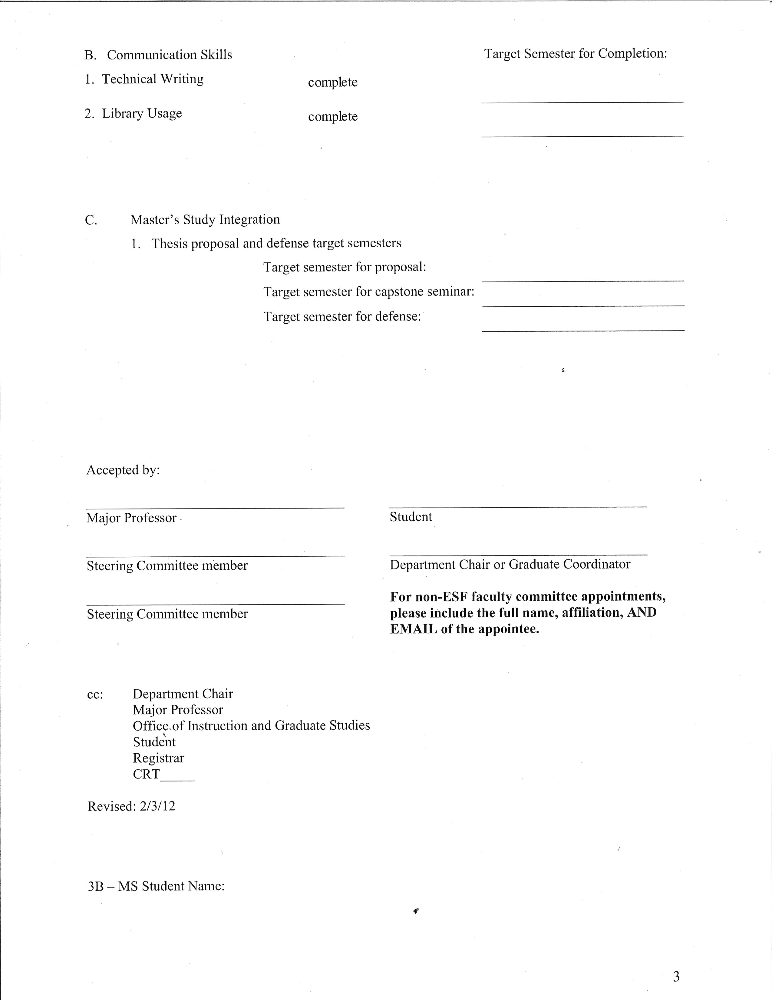 B. Communication Skills Target Semester for Completion:
1. Technical Writing complete
2. Library Usage complete
C. Master's Study Integration
1. Thesis proposal and defense target semesters
Target semester for proposal:
Target semester for capstone seminar:
Target semester for defense:
Accepted by:
Major Professor Student
Steering Committee member Department Chair or Graduate Coordinator
For non-ESF faculty committee appointments,
please include the full name, affiliation, AND
EMAIL of the appointee.
Steering Committee member
cc: Department Chair
Major Professor
Office of Instruction and Graduate Studies
Student
Registrar
CRT_____
Revised: 2/3/12
3B – MS Student Name:
3